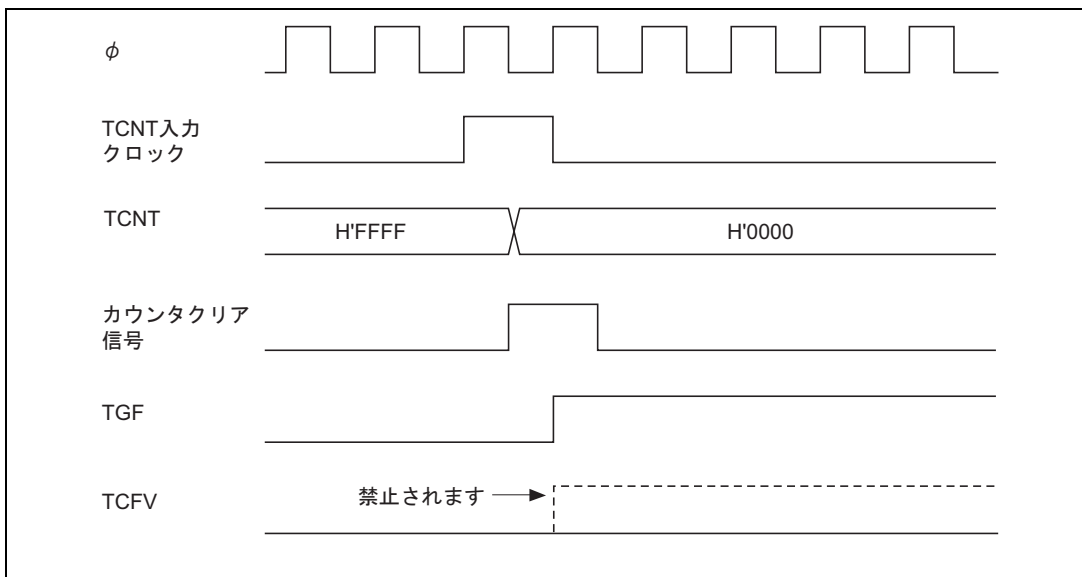 φ
TCNT入力
クロック
TCNT
H'FFFF
H'0000
カウンタクリア
信号
TGF
TCFV
禁止されます